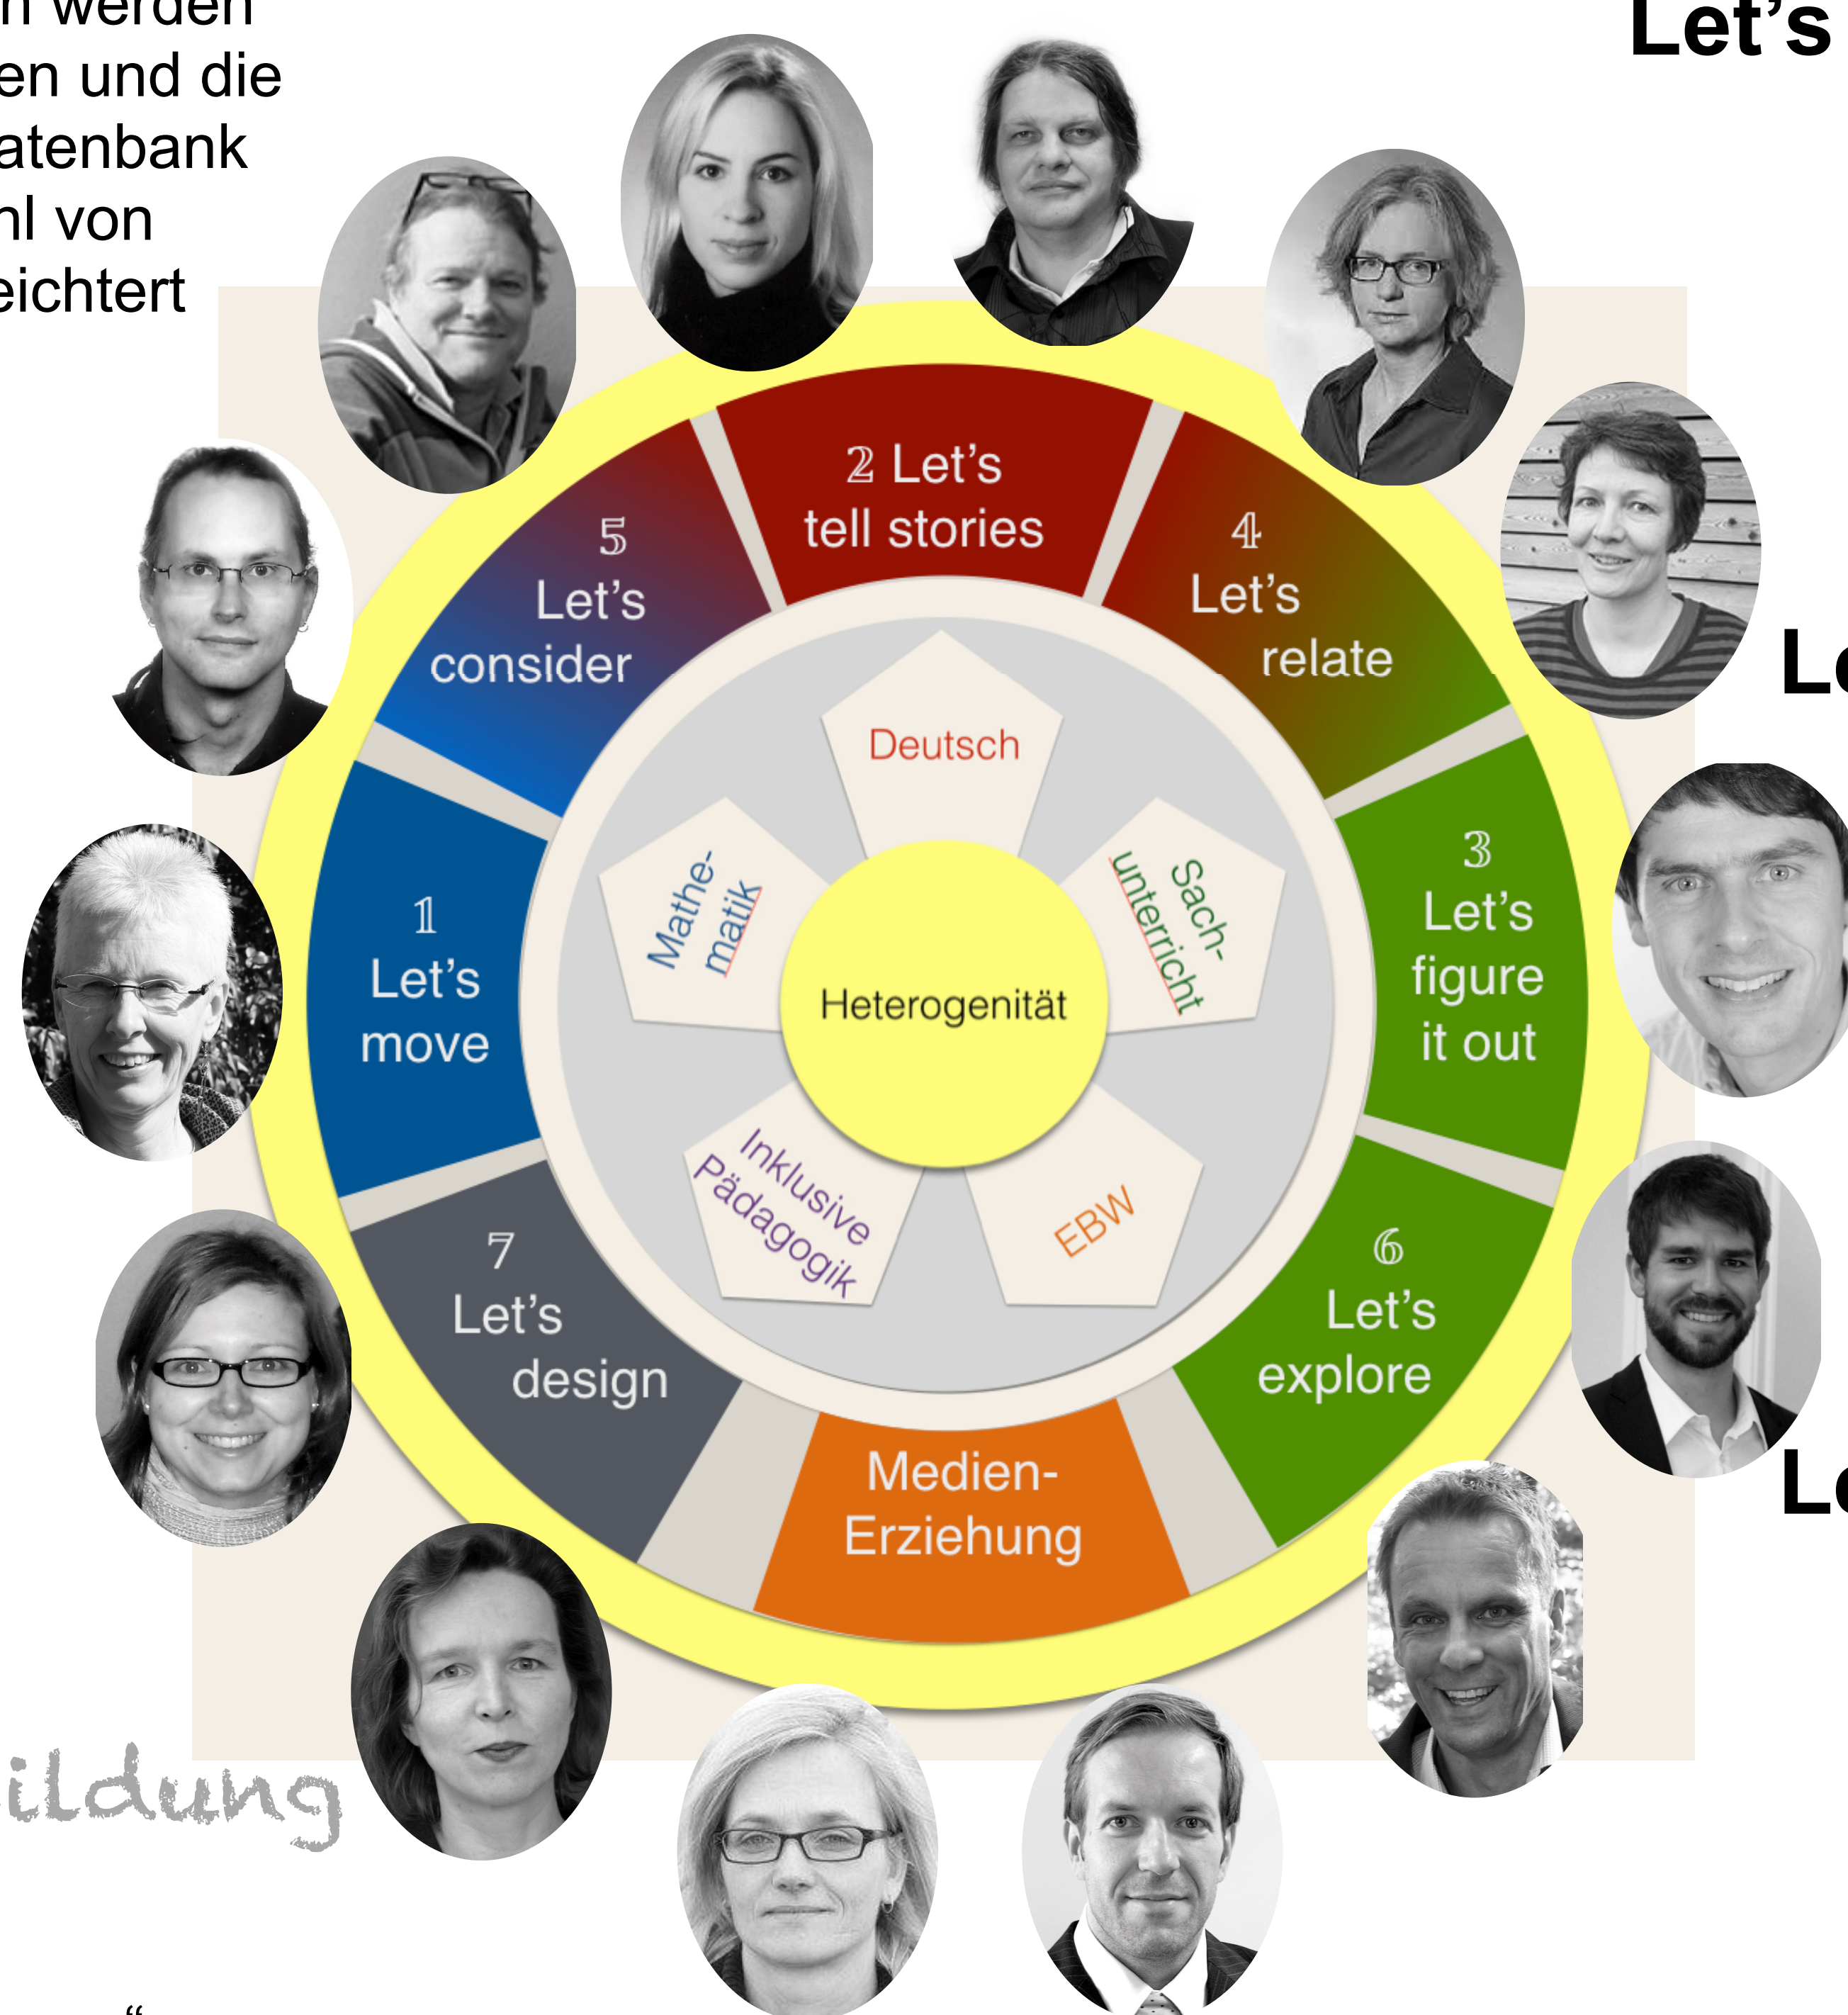 werden
en und die
atenbank
hl von
eichtert
Let’s
2 Let’s
tell stories
5
Let’s
consider
4
Let’s
relate
1
Let’s
move
3
Let’s
figure
it out
7
Let’s
design
6
Let’s
explore
Medien-
Erziehung
Deutsch
Mathe-
matik
Sach-
unterricht
Heterogenität
Inklusive
Pädagogik
EBW
Le
Le
ildung
“